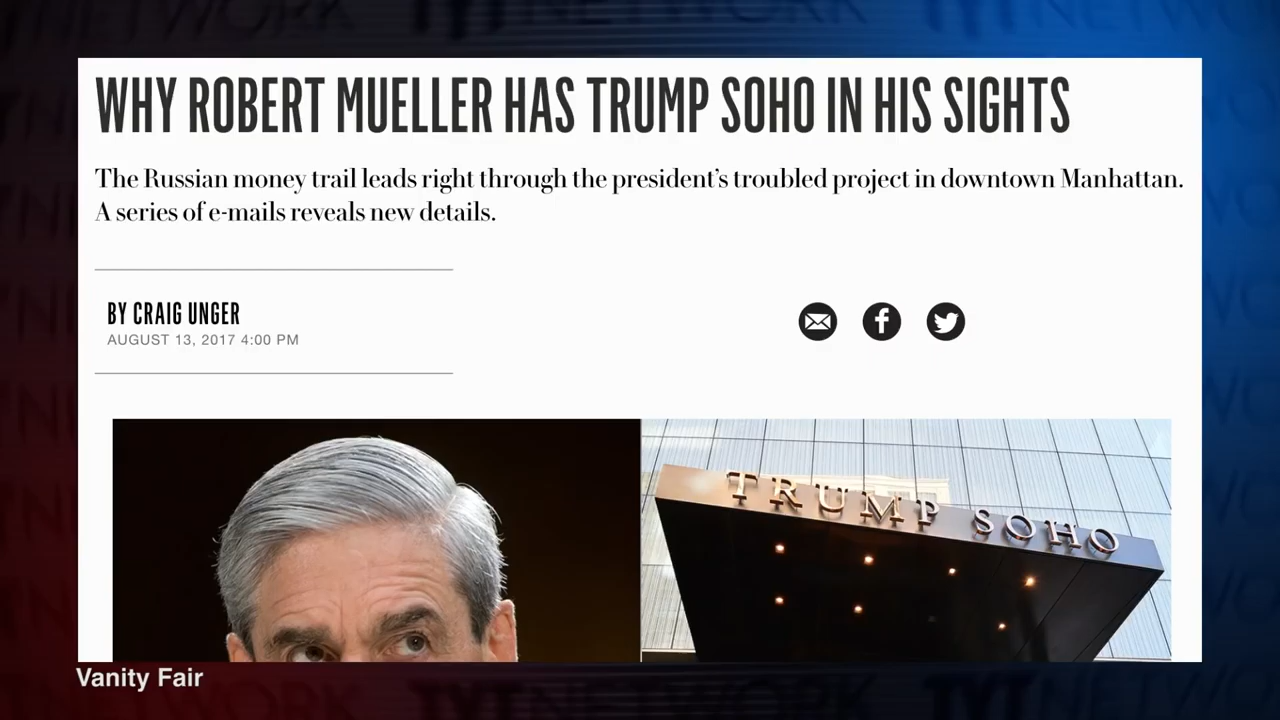 WHY ROBERT MUELLER HAS TRUMP SOHO IN HIS SIGHTS
The Russian money trail leads right through the president’s troubled project in downtown Manhattan.
A series of e-mails reveals new details.
BY CRAIG UNGER
AUGUST 13, 2017 4:00 PM
TRUMP SOHO
Vanity Fair
TYT NETWORK